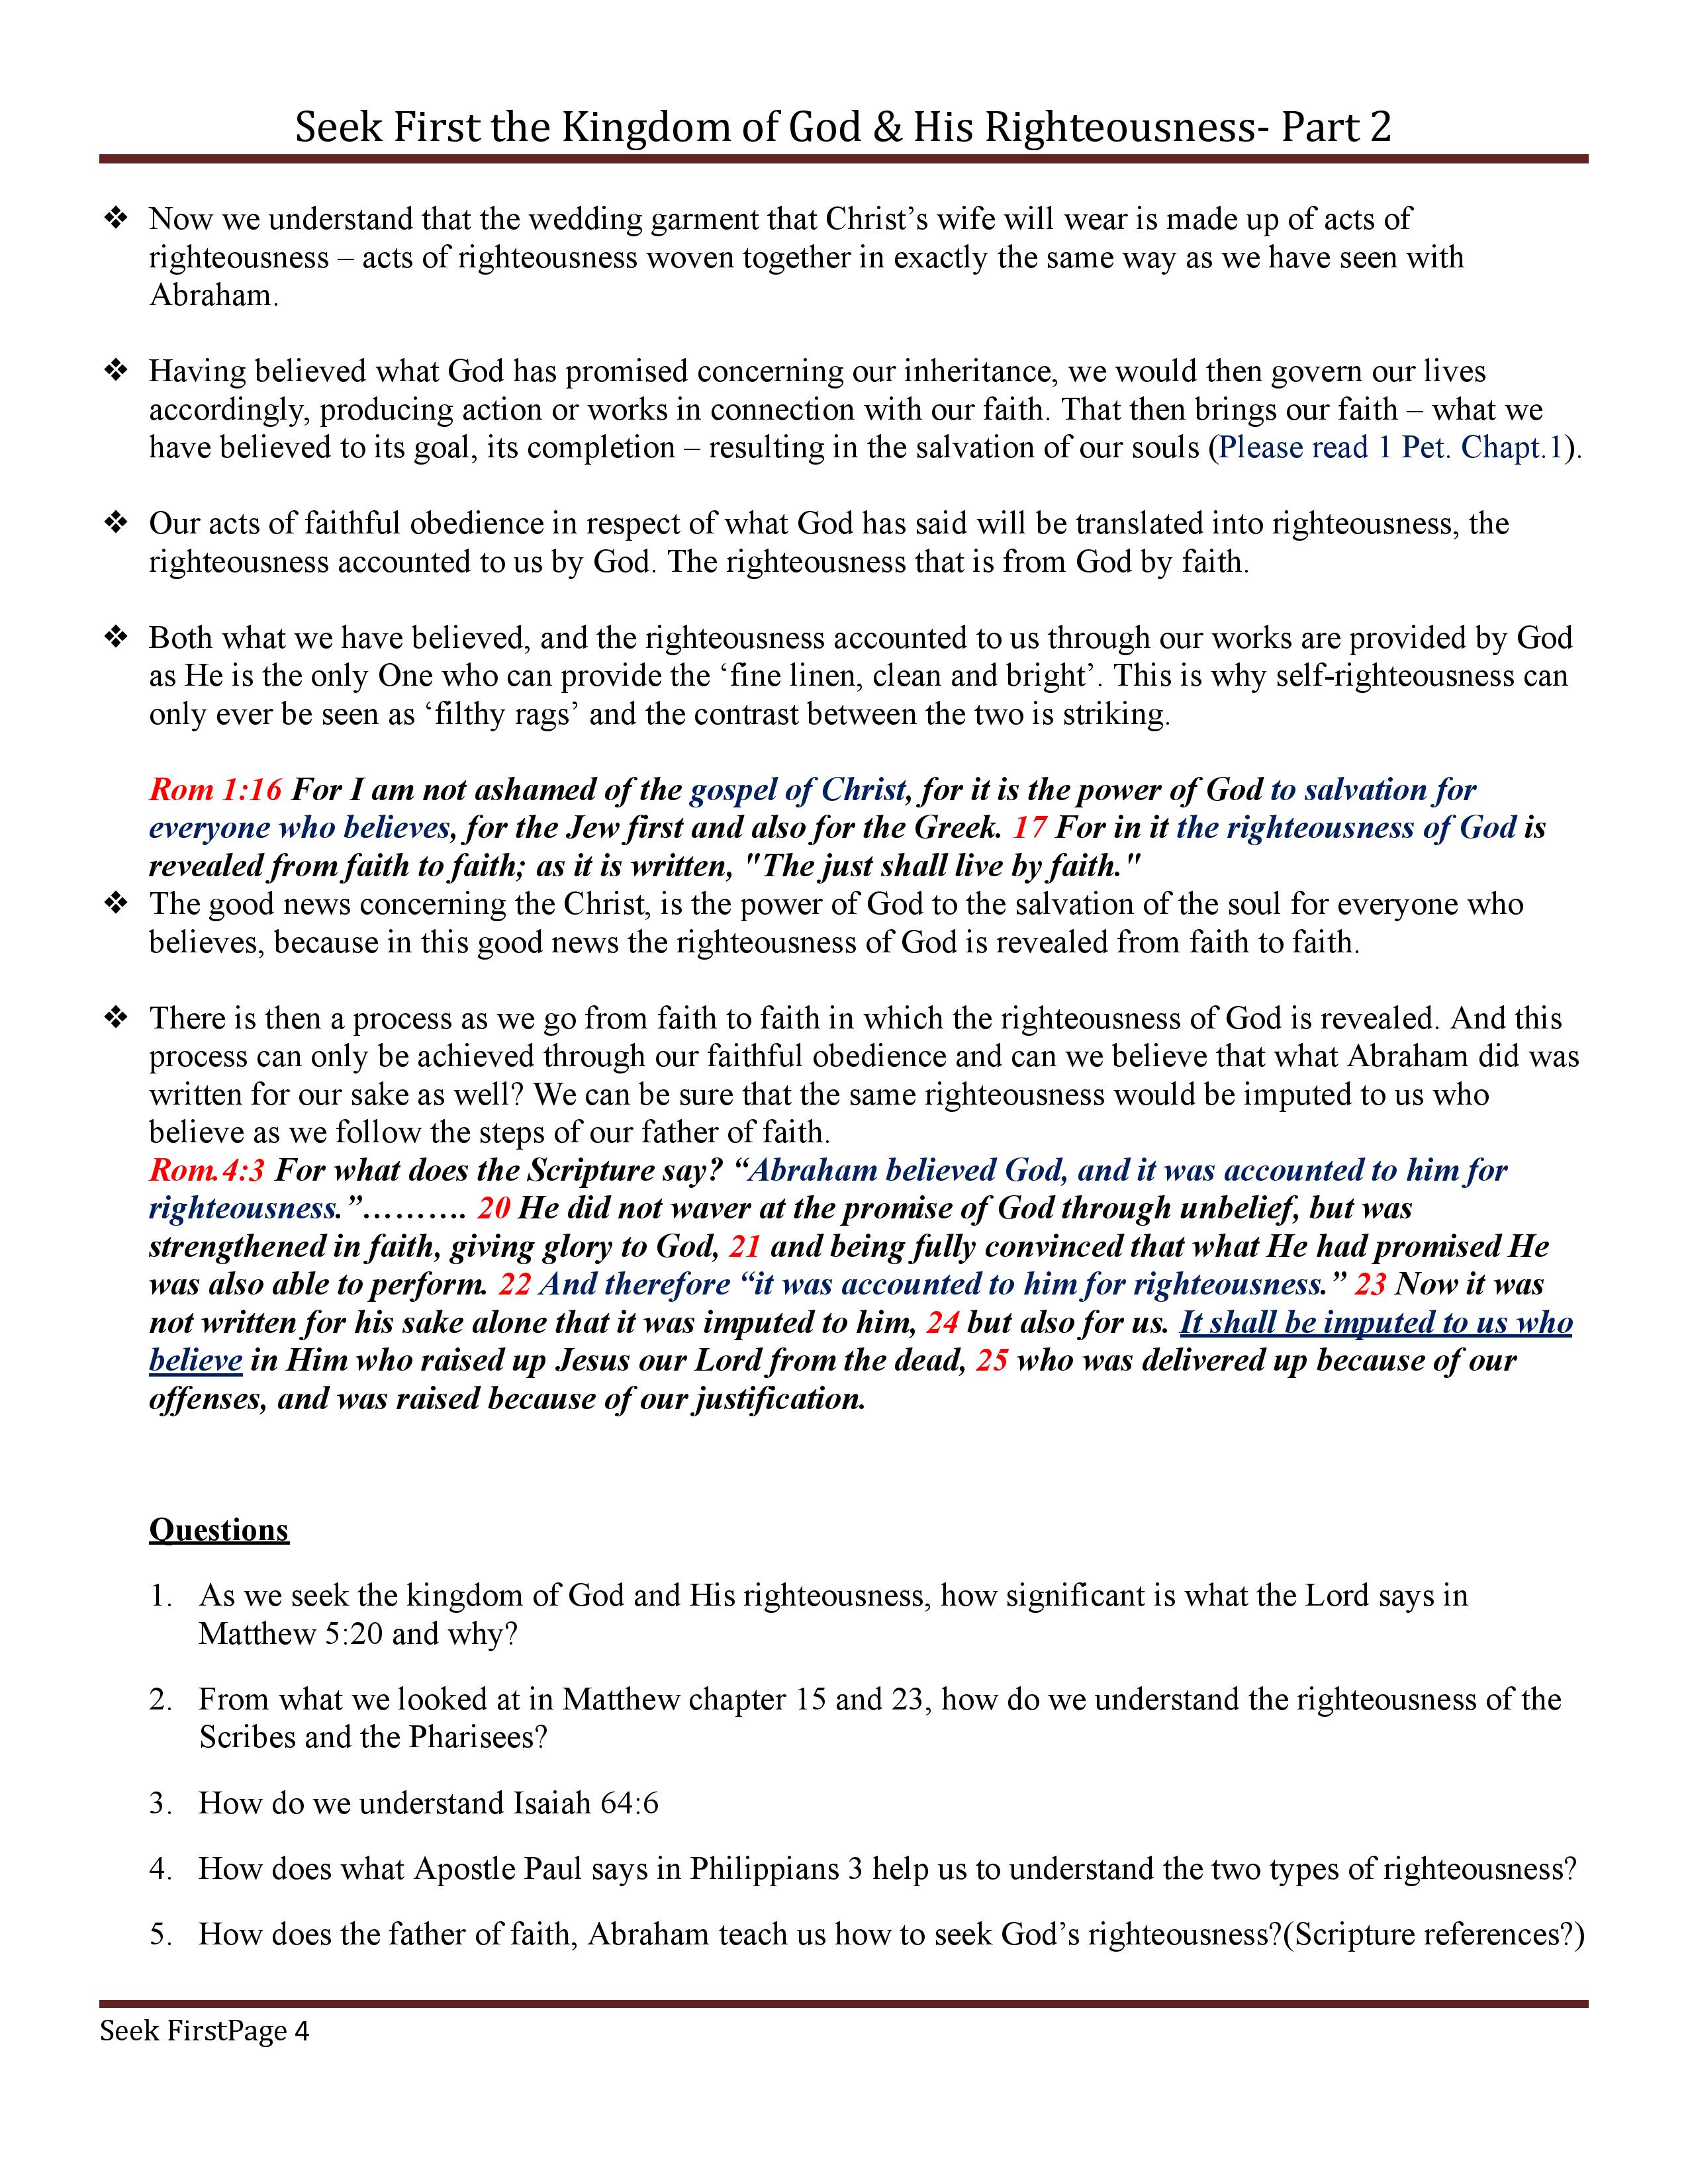 Seek First the Kingdom of God & His Righteousness- Part 2
❖ Now we understand that the wedding garment that Christ’s wife will wear is made up of acts of
righteousness – acts of righteousness woven together in exactly the same way as we have seen with
Abraham.
❖ Having believed what God has promised concerning our inheritance, we would then govern our lives
accordingly, producing action or works in connection with our faith. That then brings our faith – what we
have believed to its goal, its completion – resulting in the salvation of our souls (Please read 1 Pet. Chapt.1).
❖ Our acts of faithful obedience in respect of what God has said will be translated into righteousness, the
righteousness accounted to us by God. The righteousness that is from God by faith.
❖ Both what we have believed, and the righteousness accounted to us through our works are provided by God
as He is the only One who can provide the ‘fine linen, clean and bright’. This is why self-righteousness can
only ever be seen as ‘filthy rags’ and the contrast between the two is striking.
Rom 1:16 For I am not ashamed of the gospel of Christ, for it is the power of God to salvation for
everyone who believes, for the Jew first and also for the Greek. 17 For in it the righteousness of God is
revealed from faith to faith; as it is written, "The just shall live by faith."
❖ The good news concerning the Christ, is the power of God to the salvation of the soul for everyone who
believes, because in this good news the righteousness of God is revealed from faith to faith.
❖ There is then a process as we go from faith to faith in which the righteousness of God is revealed. And this
process can only be achieved through our faithful obedience and can we believe that what Abraham did was
written for our sake as well? We can be sure that the same righteousness would be imputed to us who
believe as we follow the steps of our father of faith.
Rom.4:3 For what does the Scripture say? “Abraham believed God, and it was accounted to him for
righteousness.”………. 20 He did not waver at the promise of God through unbelief, but was
strengthened in faith, giving glory to God, 21 and being fully convinced that what He had promised He
was also able to perform. 22 And therefore “it was accounted to him for righteousness.” 23 Now it was
not written for his sake alone that it was imputed to him, 24 but also for us. It shall be imputed to us who
believe in Him who raised up Jesus our Lord from the dead, 25 who was delivered up because of our
offenses, and was raised because of our justification.
Questions
1. As we seek the kingdom of God and His righteousness, how significant is what the Lord says in
Matthew 5:20 and why?
2. From what we looked at in Matthew chapter 15 and 23, how do we understand the righteousness of the
Scribes and the Pharisees?
3. How do we understand Isaiah 64:6
4. How does what Apostle Paul says in Philippians 3 help us to understand the two types of righteousness?
5. How does the father of faith, Abraham teach us how to seek God’s righteousness?(Scripture references?)
Seek FirstPage 4